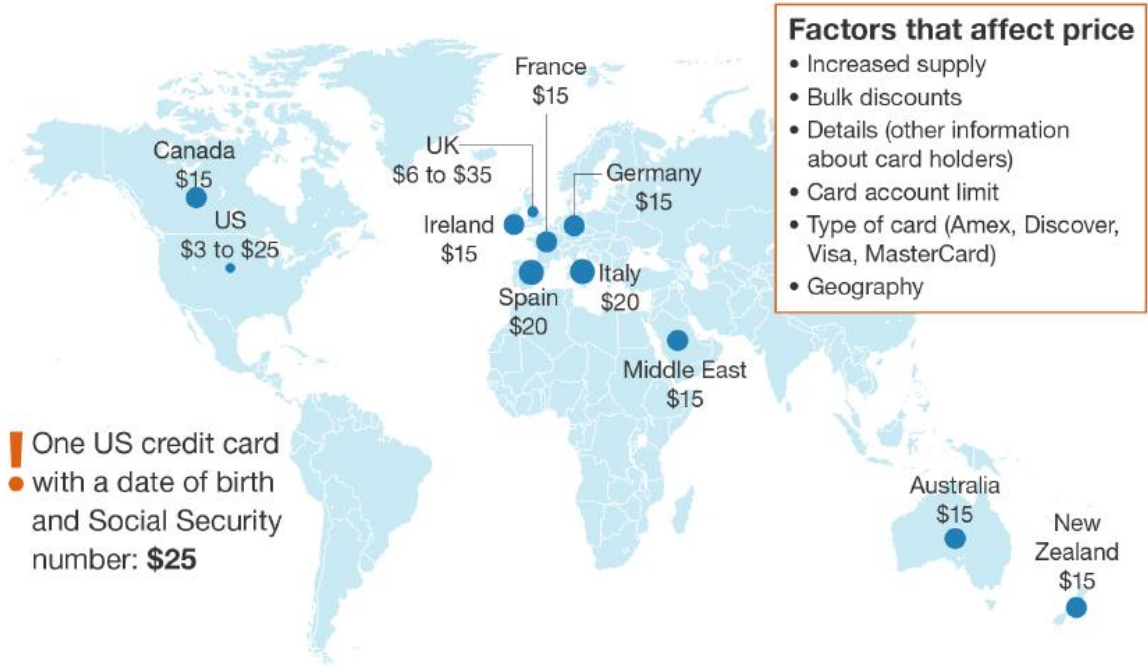 Factors that affect price
• Increased supply
• Bulk discounts
• Details (other information
about card holders)
• Card account limit
• Type of card (Amex, Discover,
Visa, MasterCard)
• Geography
France
$15
Canada
$15
UK
$6 to $35
Germany
$15
US
$3 to $25
Ireland
$15
Italy
$20
Spain
$20
Middle East
$15
! One US credit card
with a date of birth
and Social Security
number: $25
Australia
$15
New
Zealand
$15